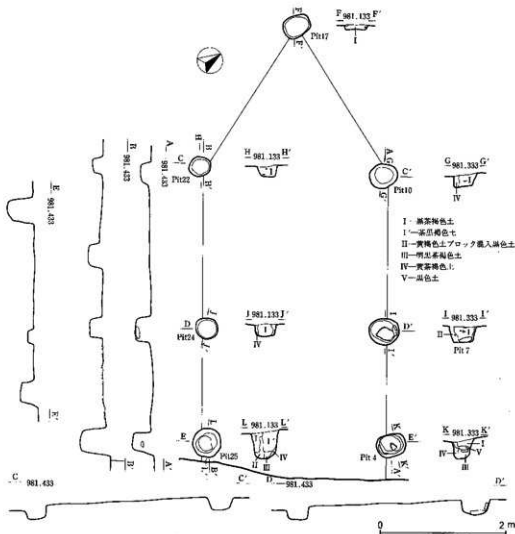 F
F'
Pit17
F 981.133 F'
I
H
B
C
Pit22
B'
H 981.133 H'
I
A
G
C'
Pit10
G'
G 981.133 G'
I
IV
B
981.433
A
981.433
E
981.433
I…黒茶褐色土
I'…茶黒褐色土
II…黄褐色土ブロック混入黒色土
III…明黒茶褐色土
IV…黄茶褐色土
V…黒色土
J
D
Pit24
J'
J 981.133 J'
I
IV
I
D'
I'
I 981.133 I'
II
I
Pit 7
E'
L
E
Pit25
L'
B'
L 981.133 L'
I
II
III
IV
K
E'
Pit 4
K'
A'
K 981.133 K'
I
IV
V
III
B'
A'
C 981.433 C'
D 981.433 D'
0 2 m